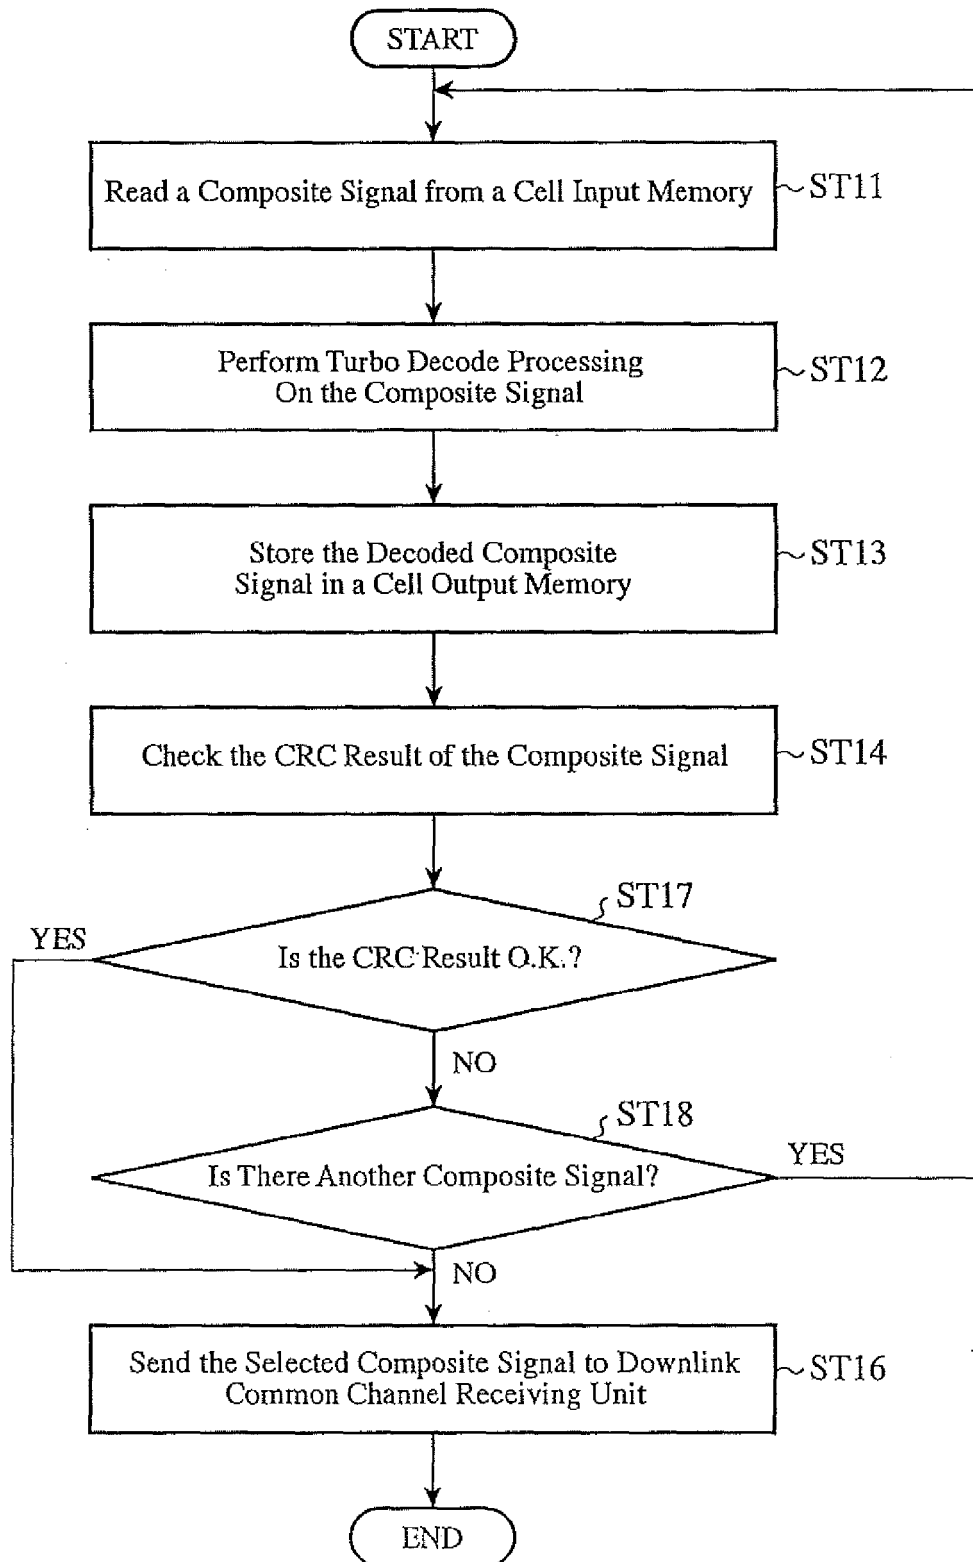 START
Read a Composite Signal from a Cell Input Memory
ST11
Perform Turbo Decode Processing
On the Composite Signal
ST12
Store the Decoded Composite
Signal in a Cell Output Memory
ST13
Check the CRC Result of the Composite Signal
ST14
ST17
YES
Is the CRC Result O.K.?
NO
ST18
YES
Is There Another Composite Signal?
NO
Send the Selected Composite Signal to Downlink
Common Channel Receiving Unit
ST16
END